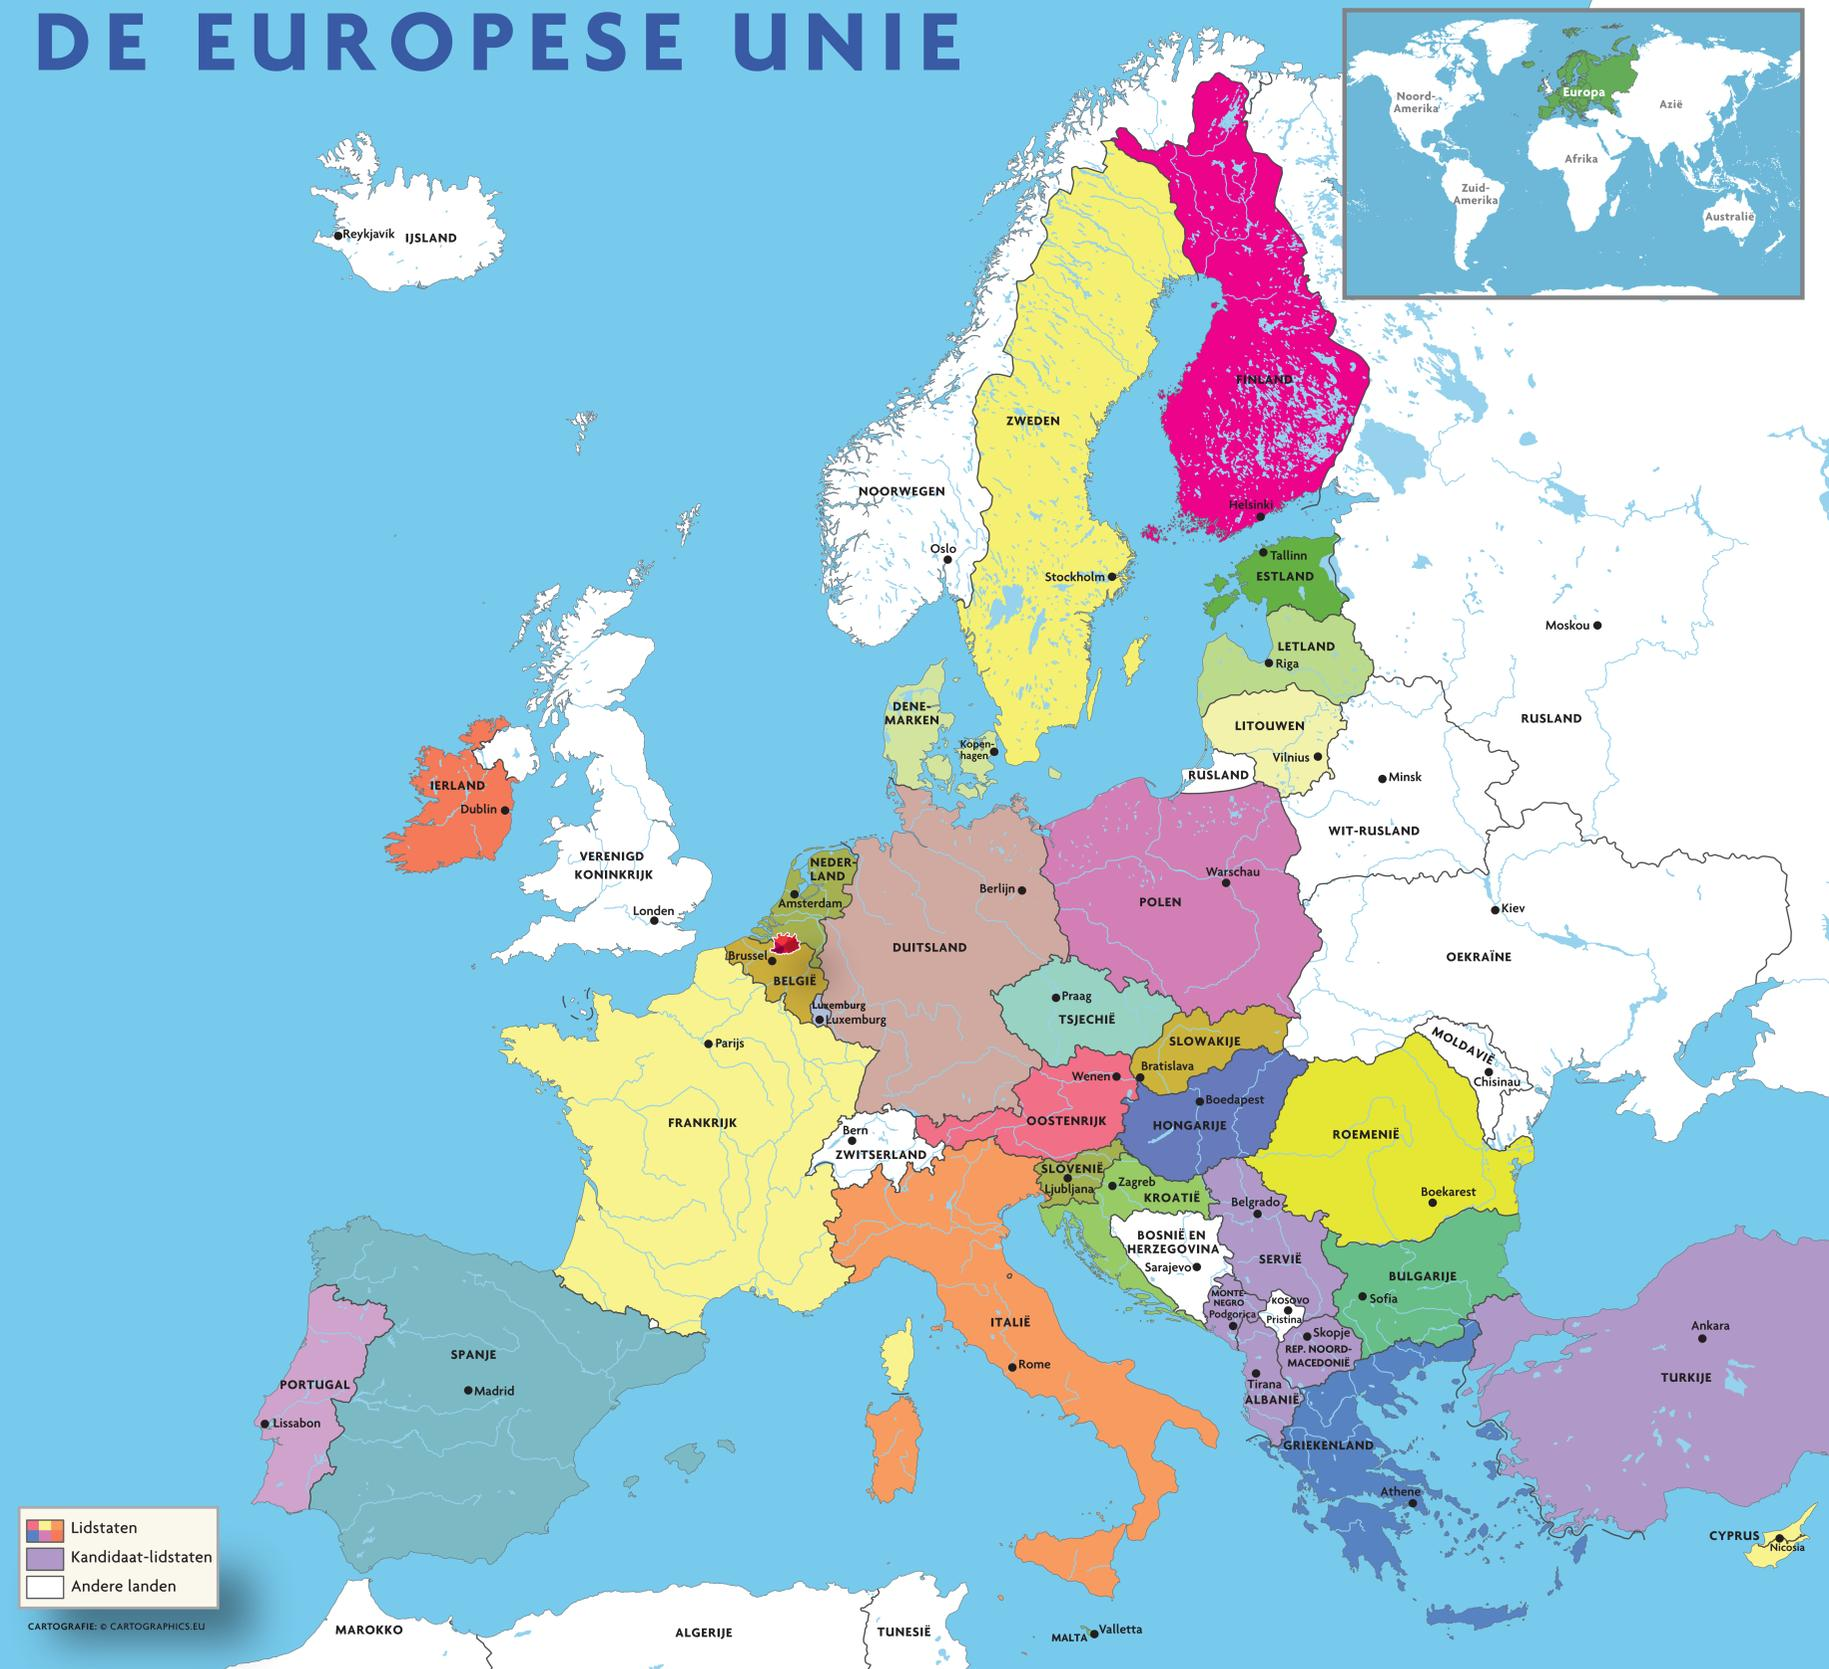 DE EUROPESE UNIE
Noord-
Amerika
Europa
Azië
Afrika
Zuid-
Amerika
Australië
Reykjavík
IJSLAND
FINLAND
ZWEDEN
NOORWEGEN
Helsinki
Oslo
Stockholm
Tallinn
ESTLAND
Moskou
LETLAND
Riga
DENE-
MARKEN
Kopen-
hagen
LITOUWEN
Vilnius
RUSLAND
RUSLAND
Minsk
WIT-RUSLAND
IERLAND
Dublin
VERENIGD
KONINKRIJK
Londen
NEDER-
LAND
Amsterdam
Berlijn
DUITSLAND
Warschau
POLEN
Kiev
OEKRAÏNE
Brussel
BELGIË
Luxemburg
Luxemburg
Praag
TSJECHIË
SLOWAKIJE
Bratislava
MOLDAVIË
Chisinau
Parijs
FRANKRIJK
Wenen
OOSTENRIJK
Boedapest
HONGARIJE
ROEMENIË
Boekarest
Bern
ZWITSERLAND
SLOVENIË
Ljubljana
Zagreb
KROATIË
Belgrado
SERVIË
BOSNIË EN
HERZEGOVINA
Sarajevo
BULGARIJE
Sofia
MONTE-
NEGRO
Podgorica
KOSOVO
Pristina
Skopje
REP. NOORD-
MACEDONIË
Tirana
ALBANIË
ITALIË
Rome
SPANJE
Madrid
PORTUGAL
Lissabon
Ankara
TURKIJE
GRIEKENLAND
Athene
CYPRUS
Nicosia
Lidstaten
Kandidaat-lidstaten
Andere landen
CARTOGRAFIE: © CARTOGRAPHICS.EU
MAROKKO
ALGERIJE
TUNESIË
MALTA
Valletta